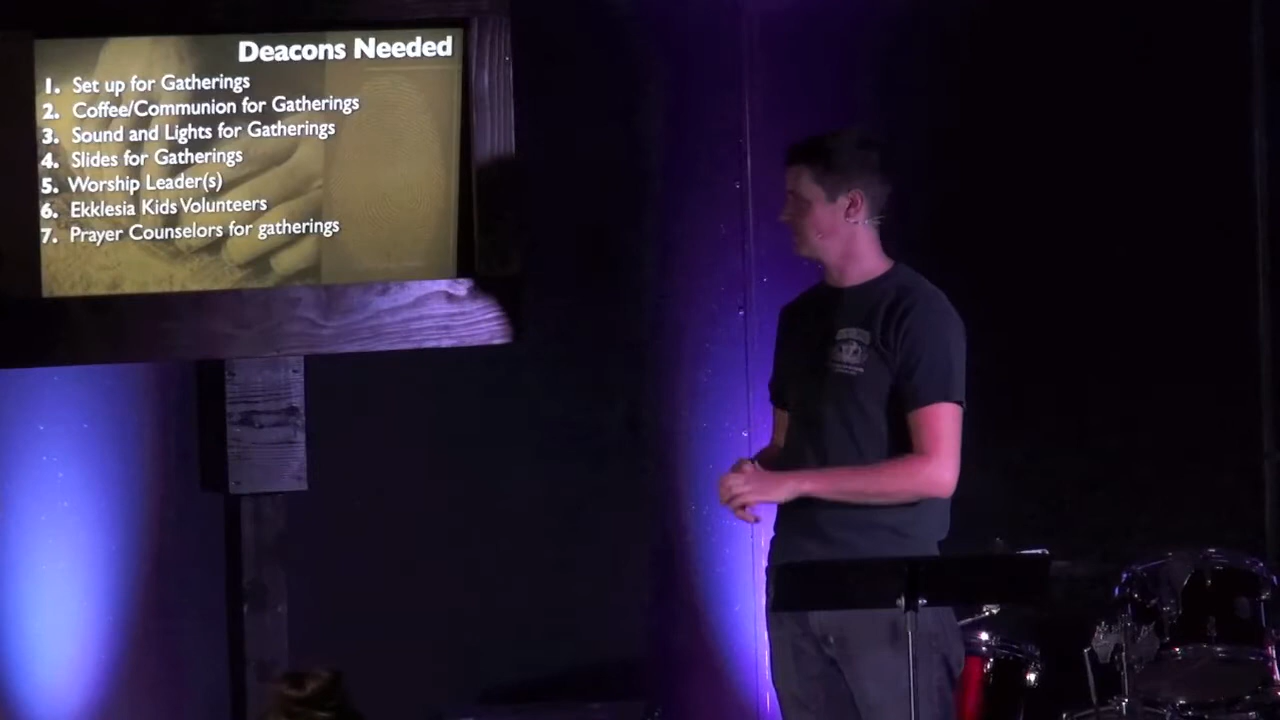 Deacons Needed
1. Set up for Gatherings
2. Coffee/Communion for Gatherings
3. Sound and Lights for Gatherings
4. Slides for Gatherings
5. Worship Leader(s)
6. Ekklesia Kids Volunteers
7. Prayer Counselors for gatherings